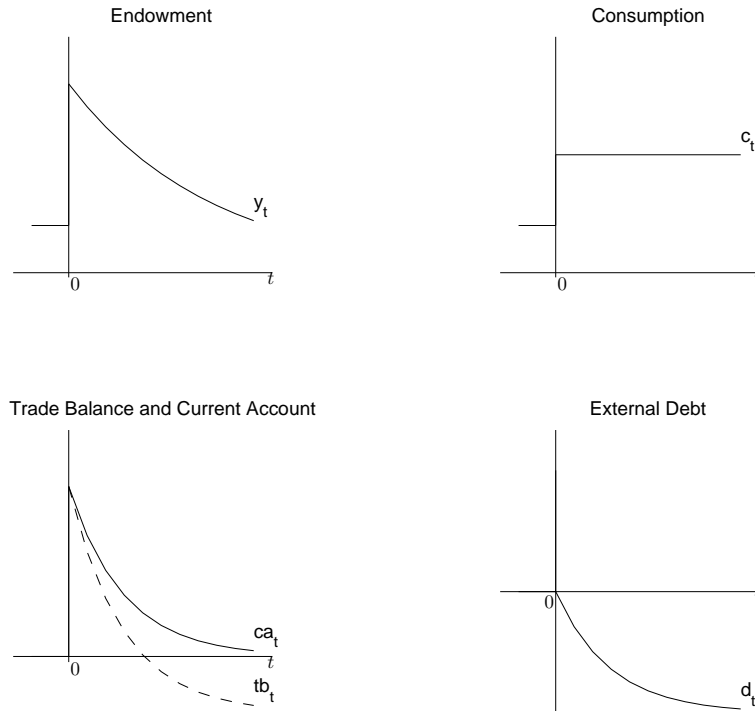 Endowment
y_t
0
t
Consumption
c_t
0
Trade Balance and Current Account
ca_t
0
t
tb_t
External Debt
0
d_t